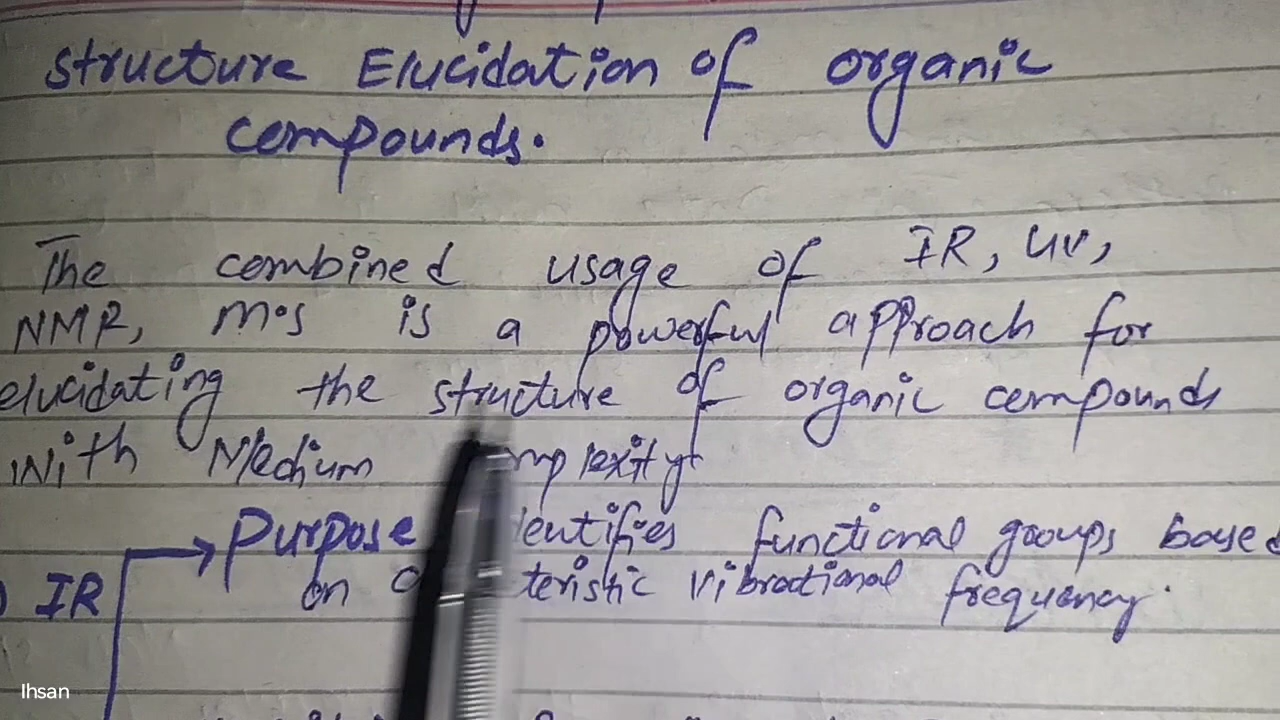 Structure Elucidation of organic
compounds.
The combined usage of IR, UV,
NMR, M.S is a powerful approach for
elucidating the structure of organic compounds
With Medium
Purpose identifies functional groups based
IR on vibrational frequency.
Ihsan